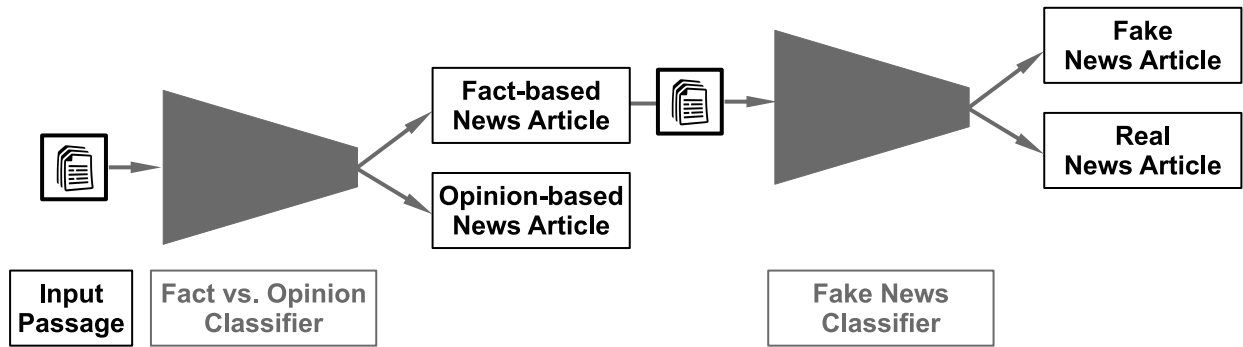 Fact-based
News Article
Opinion-based
News Article
Fake
News Article
Real
News Article
Input
Passage
Fact vs. Opinion
Classifier
Fake News
Classifier